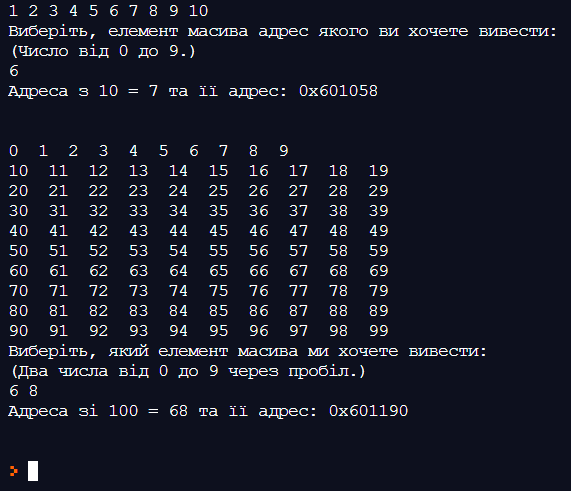 1 2 3 4 5 6 7 8 9 10
Виберіть, елемент масива адрес якого ви хочете вивести:
(Число від 0 до 9.)
6
Адреса з 10 = 7 та її адрес: 0x601058
0 1 2 3 4 5 6 7 8 9
10 11 12 13 14 15 16 17 18 19
20 21 22 23 24 25 26 27 28 29
30 31 32 33 34 35 36 37 38 39
40 41 42 43 44 45 46 47 48 49
50 51 52 53 54 55 56 57 58 59
60 61 62 63 64 65 66 67 68 69
70 71 72 73 74 75 76 77 78 79
80 81 82 83 84 85 86 87 88 89
90 91 92 93 94 95 96 97 98 99
Виберіть, який елемент масива ми хочете вивести:
(Два числа від 0 до 9 через пробіл.)
6 8
Адреса зі 100 = 68 та її адрес: 0x601190
>